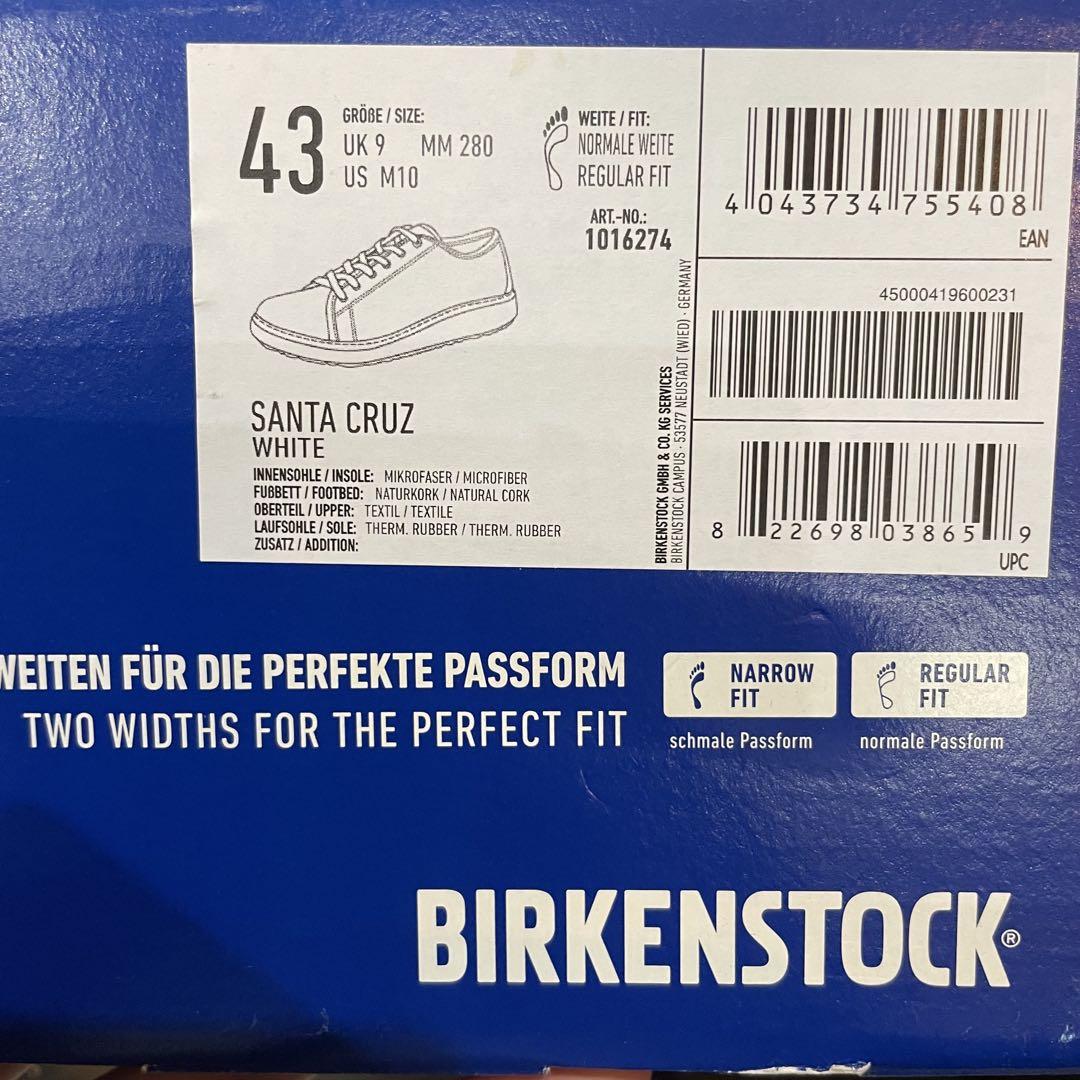 43
GRÖßE / SIZE:
UK 9 MM 280
US M10
WEITE / FIT:
NORMALE WEITE
REGULAR FIT
ART.-NO.:
1016274
SANTA CRUZ
WHITE
INNENSOHLE / INSOLE: MIKROFASER / MICROFIBER
FUßBETT / FOOTBED: NATURKORK / NATURAL CORK
OBERTEIL / UPPER: TEXTIL / TEXTILE
LAUFSOHLE / SOLE: THERM. RUBBER / THERM. RUBBER
ZUSATZ / ADDITION:
BIRKENSTOCK GMBH & CO. KG SERVICES
BIRKENSTOCK CAMPUS · 53577 NEUSTADT (WIED) · GERMANY
4 043734 755408
EAN
45000419600231
8 22698 03865 9
UPC
WEITEN FÜR DIE PERFEKTE PASSFORM
TWO WIDTHS FOR THE PERFECT FIT
NARROW
FIT
schmale Passform
REGULAR
FIT
normale Passform
BIRKENSTOCK®